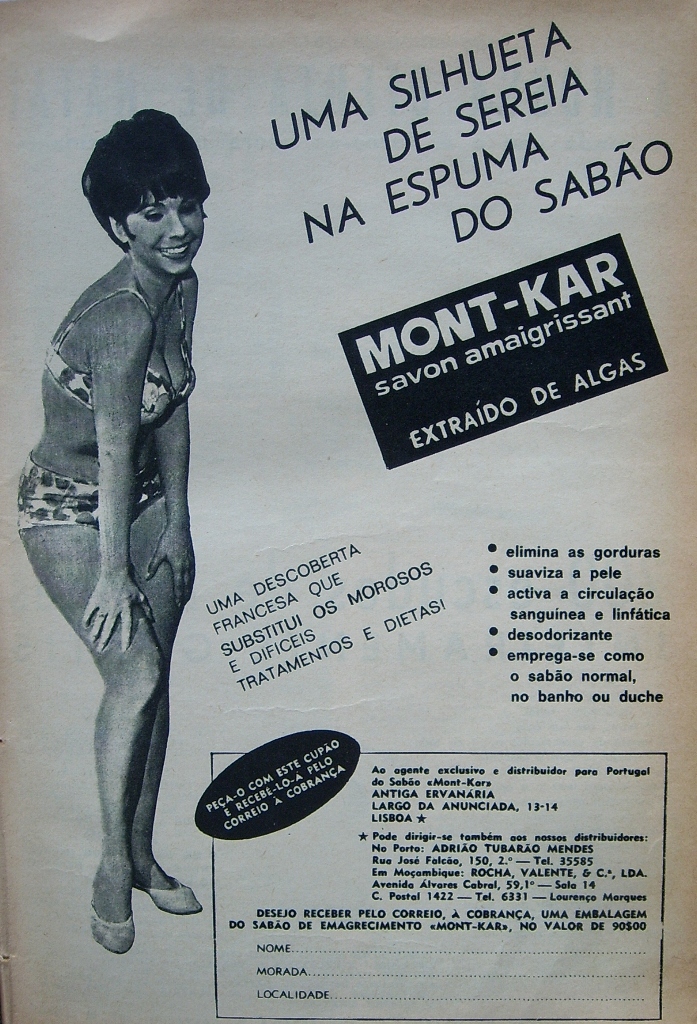 UMA SILHUETA
DE SEREIA
NA ESPUMA
DO SABÃO
MONT-KAR
savon amaigrissant
EXTRAÍDO DE ALGAS
UMA DESCOBERTA
FRANCESA QUE
SUBSTITUI OS MOROSOS
E DIFÍCEIS
TRATAMENTOS E DIETAS!
• elimina as gorduras
• suaviza a pele
• activa a circulação
sanguínea e linfática
• desodorizante
• emprega-se como
o sabão normal,
no banho ou duche
PEÇA-O COM ESTE CUPÃO
E RECEBÊ-LO-Á PELO
CORREIO À COBRANÇA
Ao agente exclusivo e distribuidor para Portugal
do Sabão «Mont-Kar»
ANTIGA ERVANÁRIA
LARGO DA ANUNCIADA, 13-14
LISBOA ★
★ Pode dirigir-se também aos nossos distribuidores:
No Porto: ADRIÃO TUBARÃO MENDES
Rua José Falcão, 150, 2.º — Tel. 35585
Em Moçambique: ROCHA, VALENTE, & C.ª, LDA.
Avenida Álvares Cabral, 59,1º — Sala 14
C. Postal 1422 — Tel. 6331 — Lourenço Marques
DESEJO RECEBER PELO CORREIO, À COBRANÇA, UMA EMBALAGEM
DO SABÃO DE EMAGRECIMENTO «MONT-KAR», NO VALOR DE 90$00
NOME
MORADA
LOCALIDADE